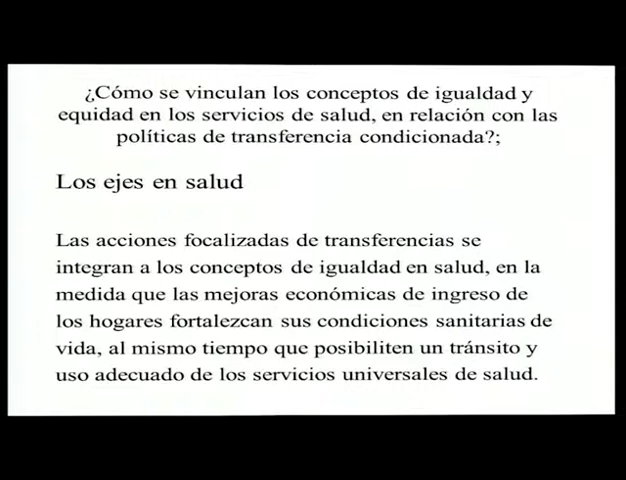 ¿Cómo se vinculan los conceptos de igualdad y
equidad en los servicios de salud, en relación con las
políticas de transferencia condicionada?;
Los ejes en salud
Las acciones focalizadas de transferencias se
integran a los conceptos de igualdad en salud, en la
medida que las mejoras económicas de ingreso de
los hogares fortalezcan sus condiciones sanitarias de
vida, al mismo tiempo que posibiliten un tránsito y
uso adecuado de los servicios universales de salud.